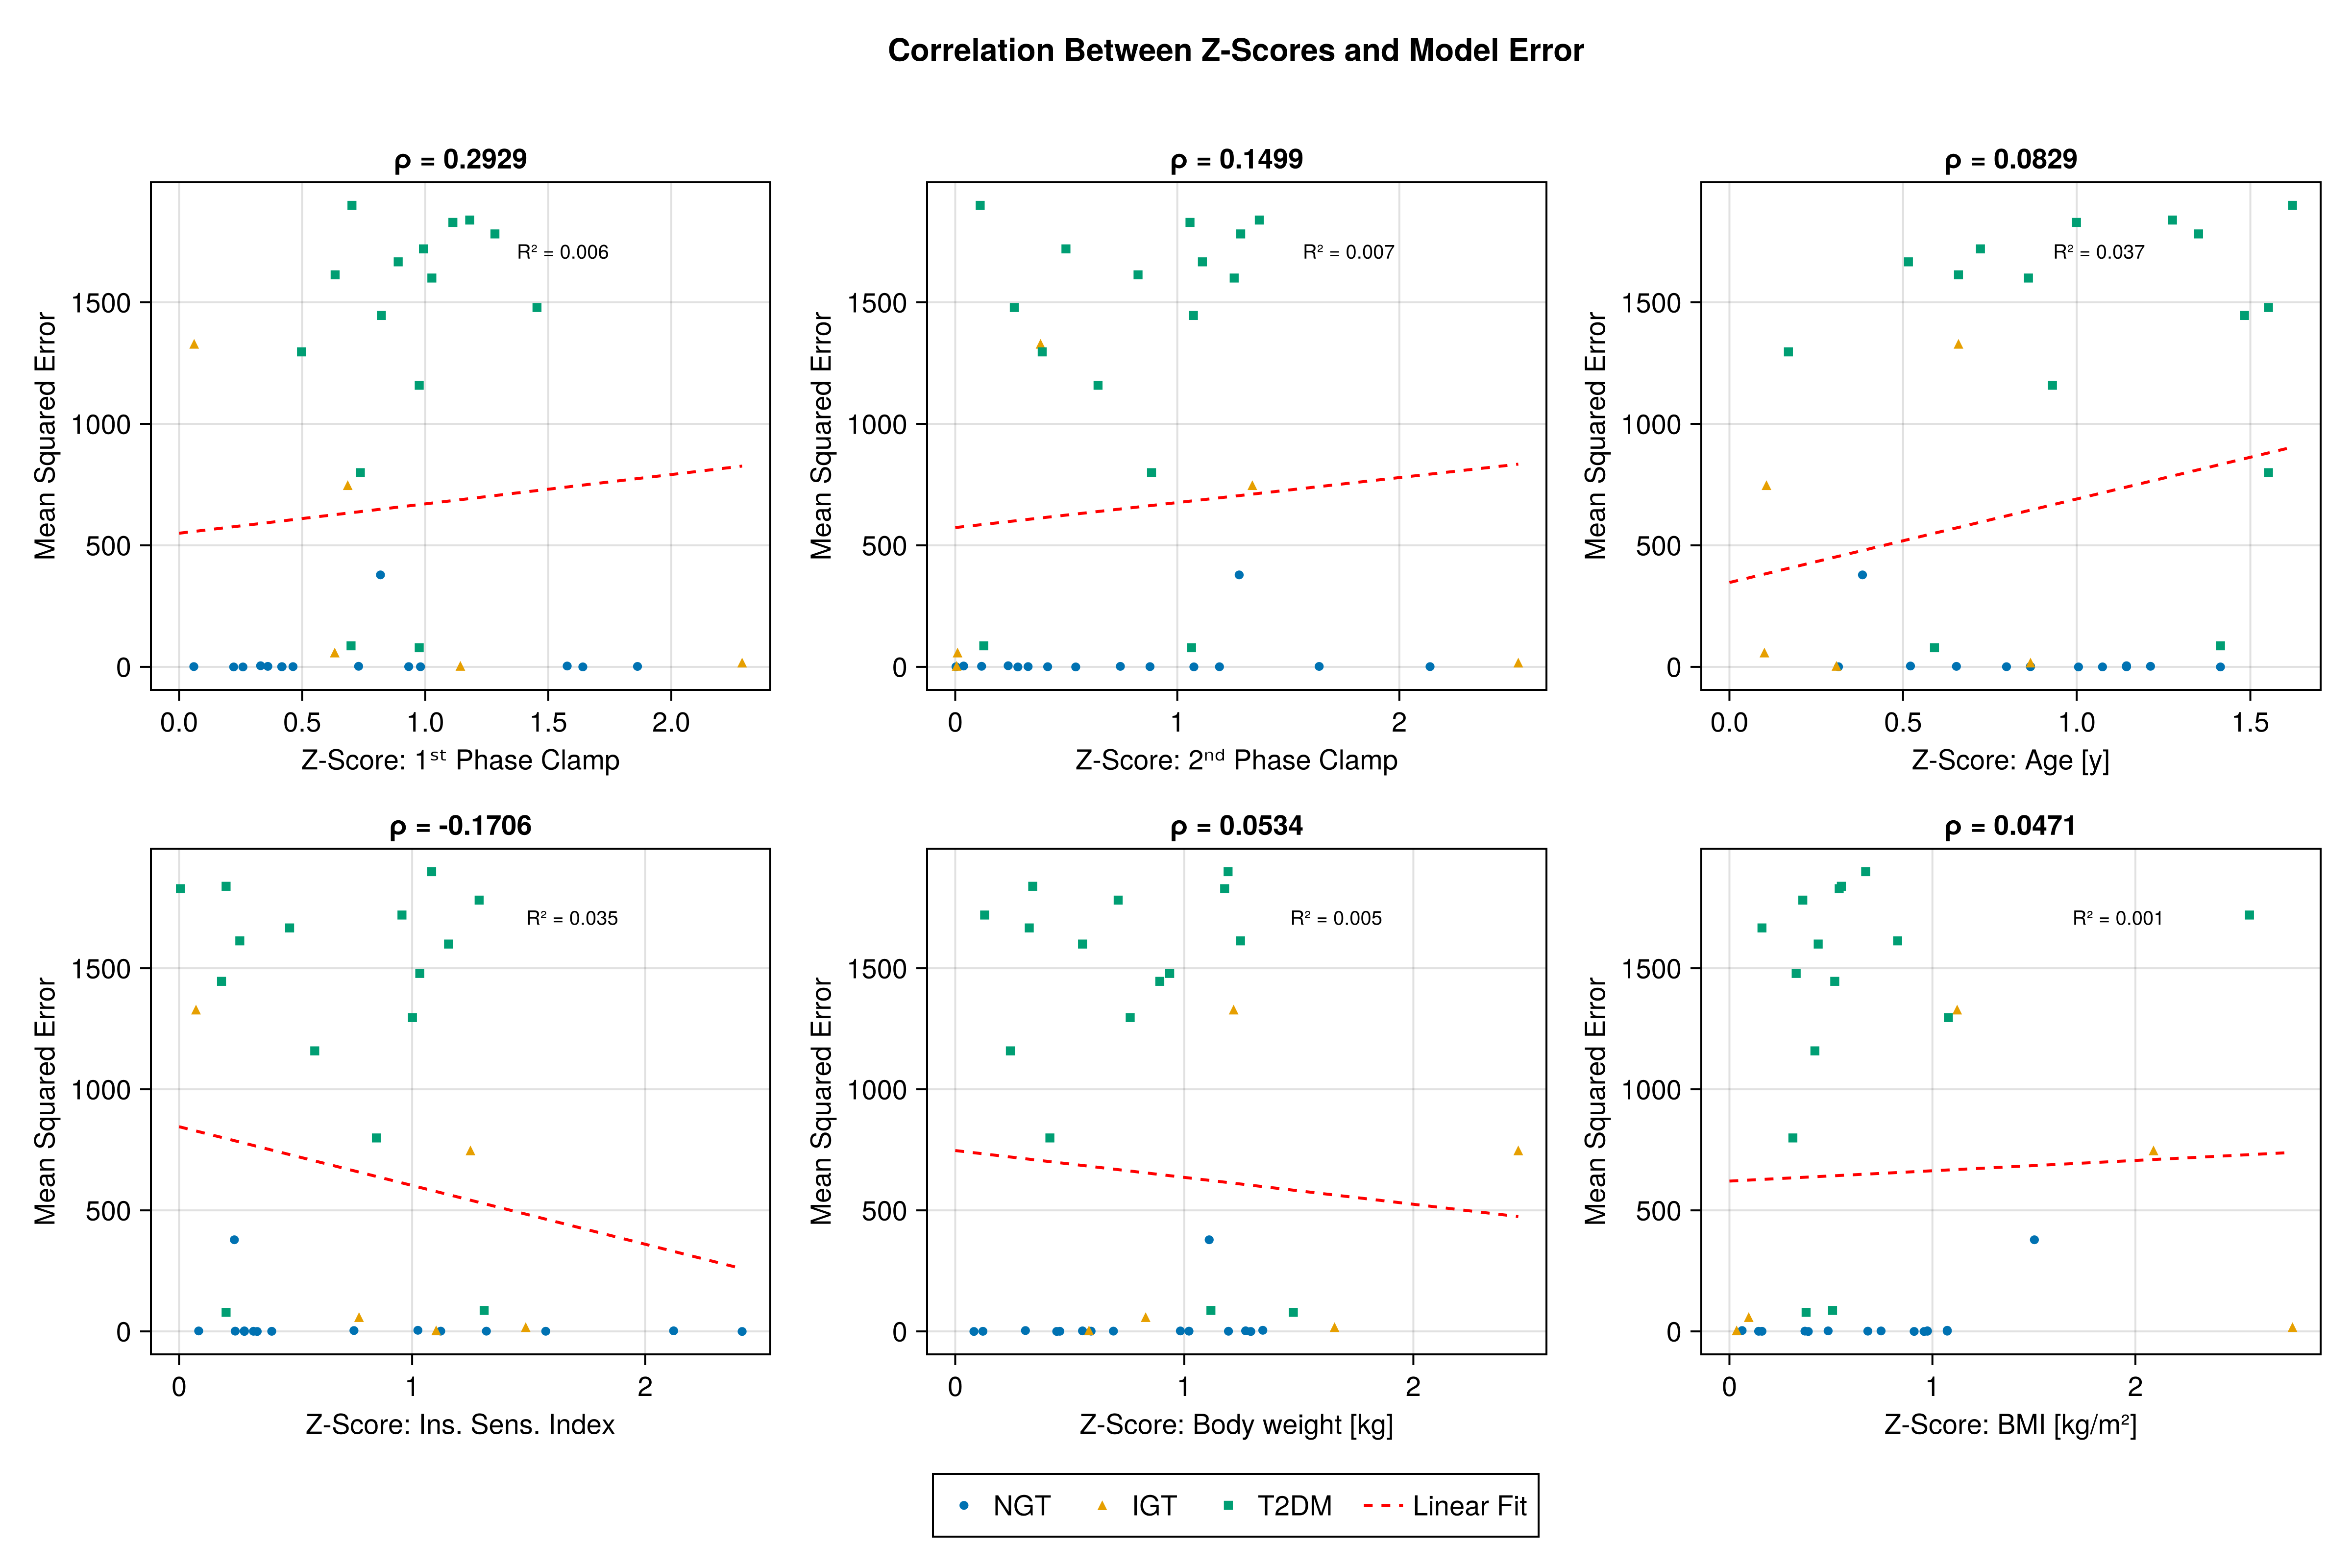 Correlation Between Z-Scores and Model Error
ρ = 0.2929
Mean Squared Error
1500
1000
500
0
R² = 0.006
0.0 0.5 1.0 1.5 2.0
Z-Score: 1ˢᵗ Phase Clamp
ρ = 0.1499
Mean Squared Error
1500
1000
500
0
R² = 0.007
0 1 2
Z-Score: 2ⁿᵈ Phase Clamp
ρ = 0.0829
Mean Squared Error
1500
1000
500
0
R² = 0.037
0.0 0.5 1.0 1.5
Z-Score: Age [y]
ρ = -0.1706
Mean Squared Error
1500
1000
500
0
R² = 0.035
0 1 2
Z-Score: Ins. Sens. Index
ρ = 0.0534
Mean Squared Error
1500
1000
500
0
R² = 0.005
0 1 2
Z-Score: Body weight [kg]
ρ = 0.0471
Mean Squared Error
1500
1000
500
0
R² = 0.001
0 1 2
Z-Score: BMI [kg/m²]
NGT IGT T2DM Linear Fit